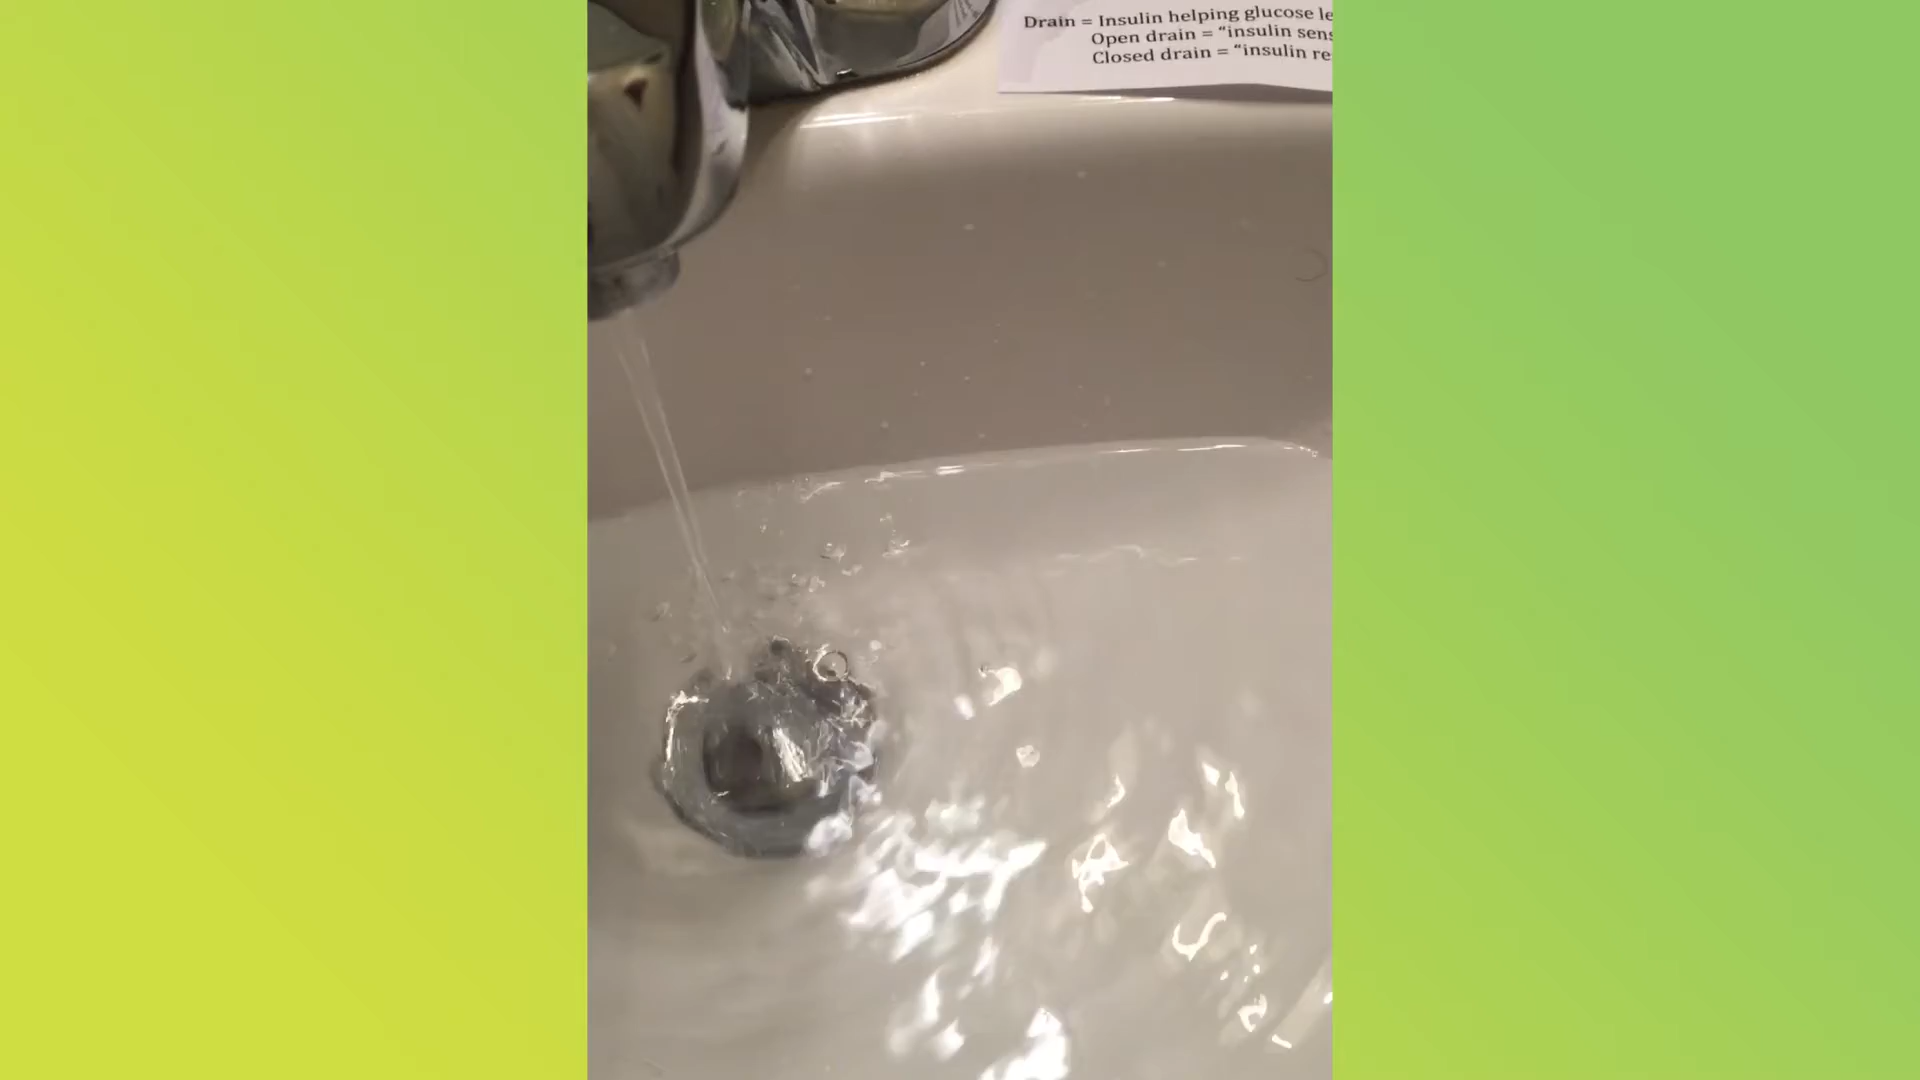 Drain = Insulin helping glucose le
Open drain = “insulin sens
Closed drain = “insulin re